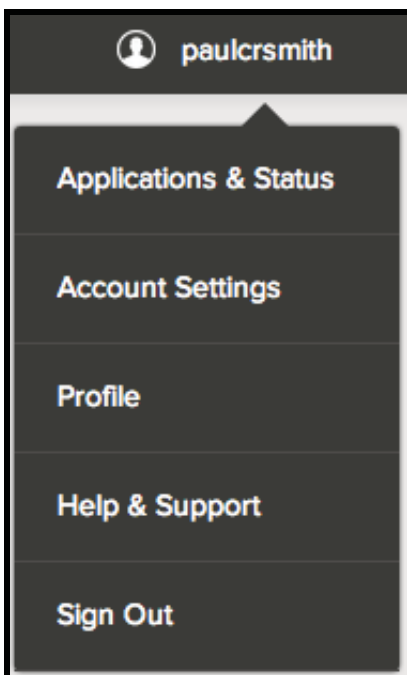 paulcrsmith
Applications & Status
Account Settings
Profile
Help & Support
Sign Out